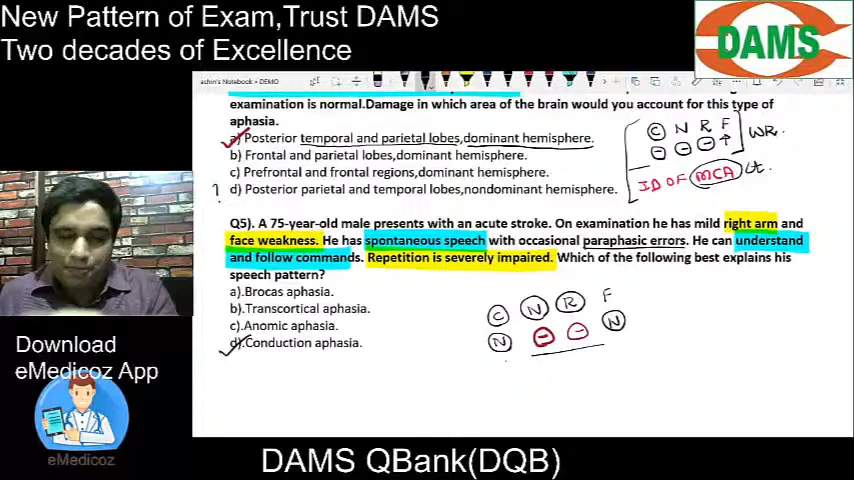 New Pattern of Exam,Trust DAMS
Two decades of Excellence
DAMS
achin's Notebook » DEMO
examination is normal.Damage in which area of the brain would you account for this type of
aphasia.
a) Posterior temporal and parietal lobes,dominant hemisphere.
b) Frontal and parietal lobes,dominant hemisphere.
c) Prefrontal and frontal regions,dominant hemisphere.
d) Posterior parietal and temporal lobes,nondominant hemisphere.
C N R F
- - - ↑
WR.
ID OF MCA Lt.
Q5). A 75-year-old male presents with an acute stroke. On examination he has mild right arm and
face weakness. He has spontaneous speech with occasional paraphasic errors. He can understand
and follow commands. Repetition is severely impaired. Which of the following best explains his
speech pattern?
a).Brocas aphasia.
b).Transcortical aphasia.
c).Anomic aphasia.
d).Conduction aphasia.
C N R F
N - - N
Download
eMedicoz App
eMedicoz
DAMS QBank(DQB)